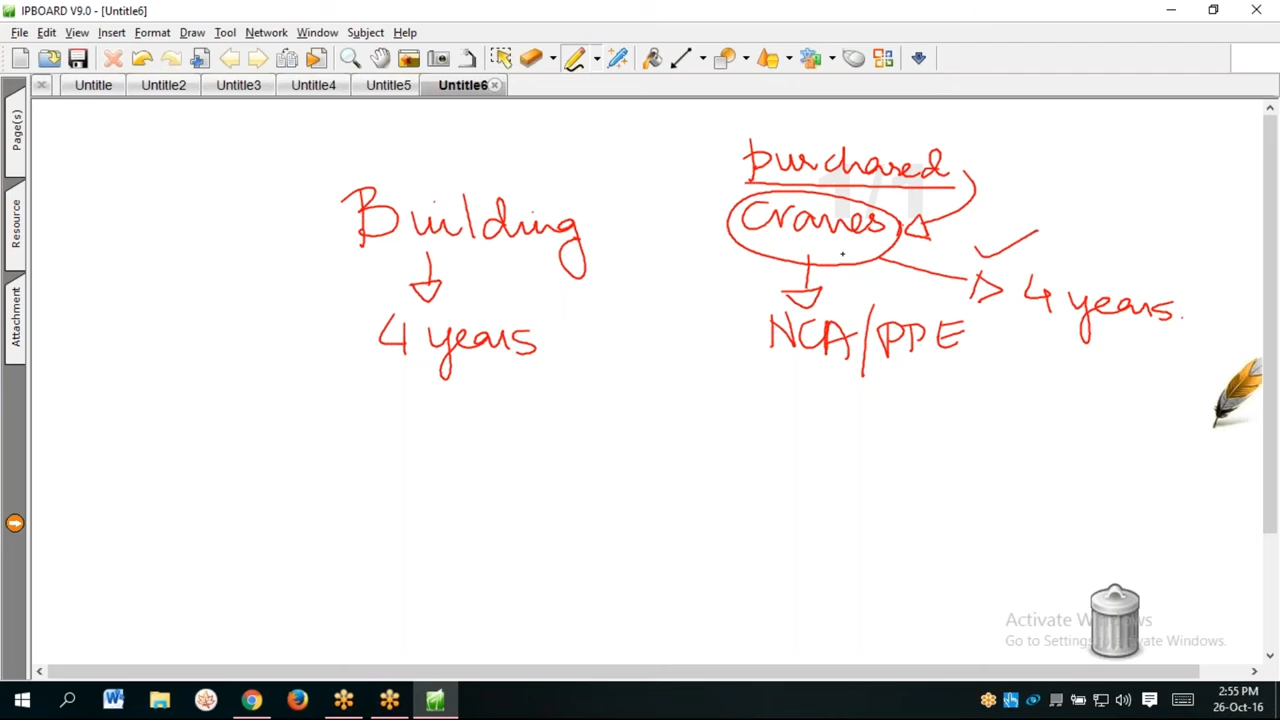 IPBOARD V9.0 - [Untitle6]
File Edit View Insert Format Draw Tool Network Window Subject Help
Untitle Untitle2 Untitle3 Untitle4 Untitle5 Untitle6
Page(s)
Resource
Attachment
1/1
purchased
Building
cranes
4 years
4 years.
NCA/PPE
Activate Windows
Go to Settings to activate Windows.
2:55 PM
26-Oct-16